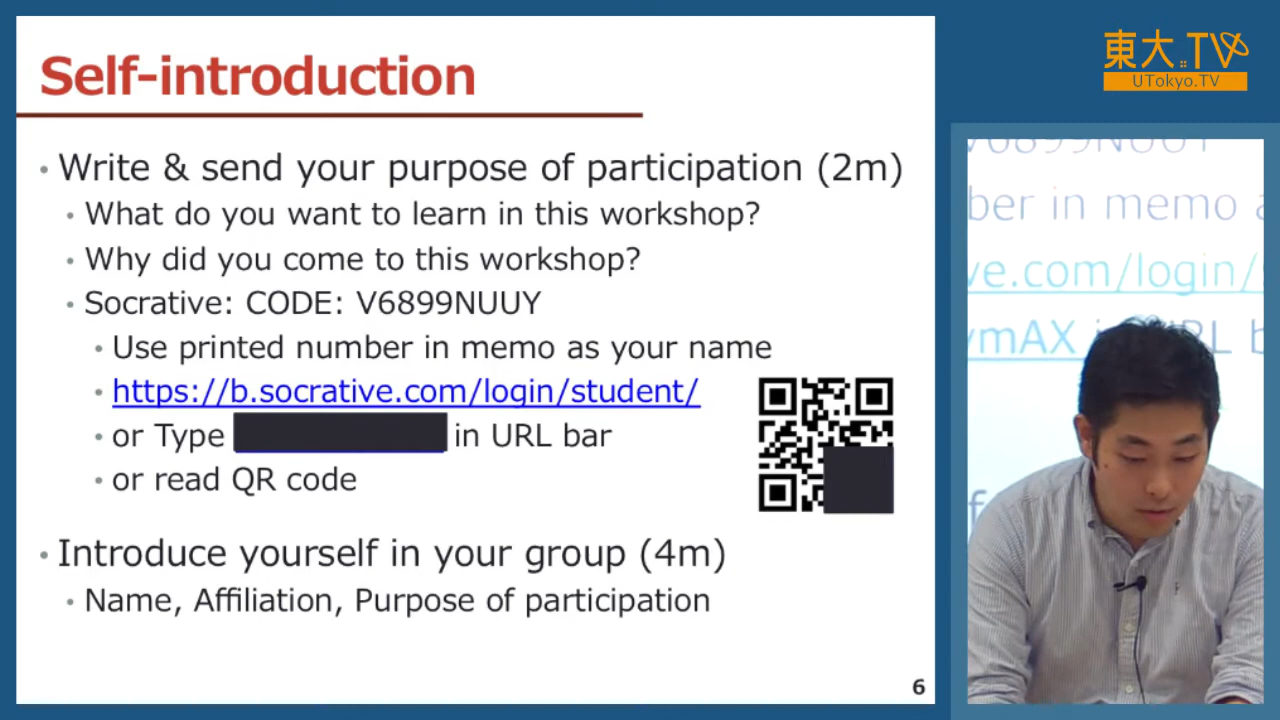 Self-introduction
• Write & send your purpose of participation (2m)
• What do you want to learn in this workshop?
• Why did you come to this workshop?
• Socrative: CODE: V6899NUUY
• Use printed number in memo as your name
• https://b.socrative.com/login/student/
• or Type in URL bar
• or read QR code
• Introduce yourself in your group (4m)
• Name, Affiliation, Purpose of participation
6
東大TV
UTokyo.TV
V6899NUUY
ber in memo a
ve.com/login/
ymAX URL b